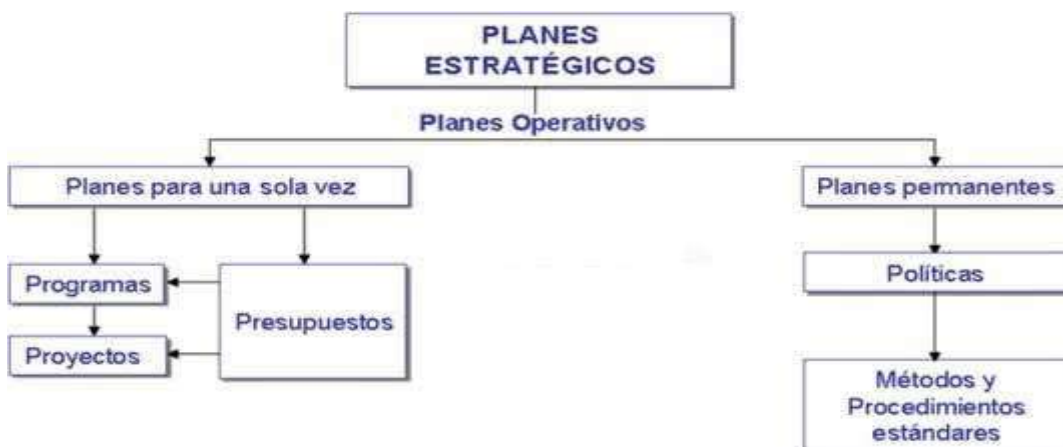 PLANES
ESTRATÉGICOS
Planes Operativos
Planes para una sola vez
Planes permanentes
Programas
Presupuestos
Proyectos
Políticas
Métodos y
Procedimientos
estándares